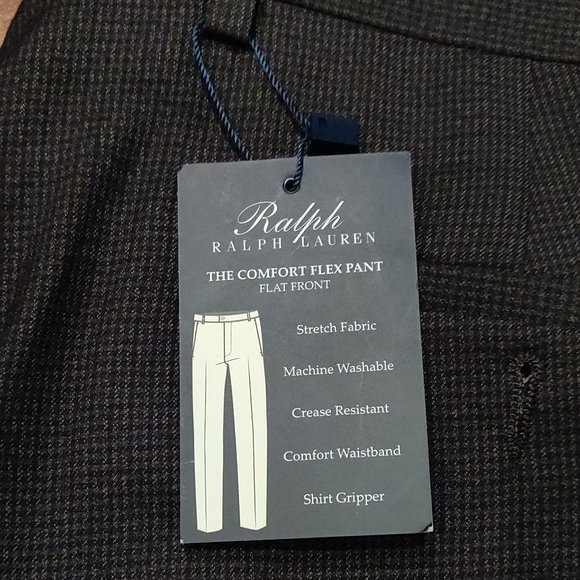 Ralph
RALPH LAUREN
THE COMFORT FLEX PANT
FLAT FRONT
Stretch Fabric
Machine Washable
Crease Resistant
Comfort Waistband
Shirt Gripper